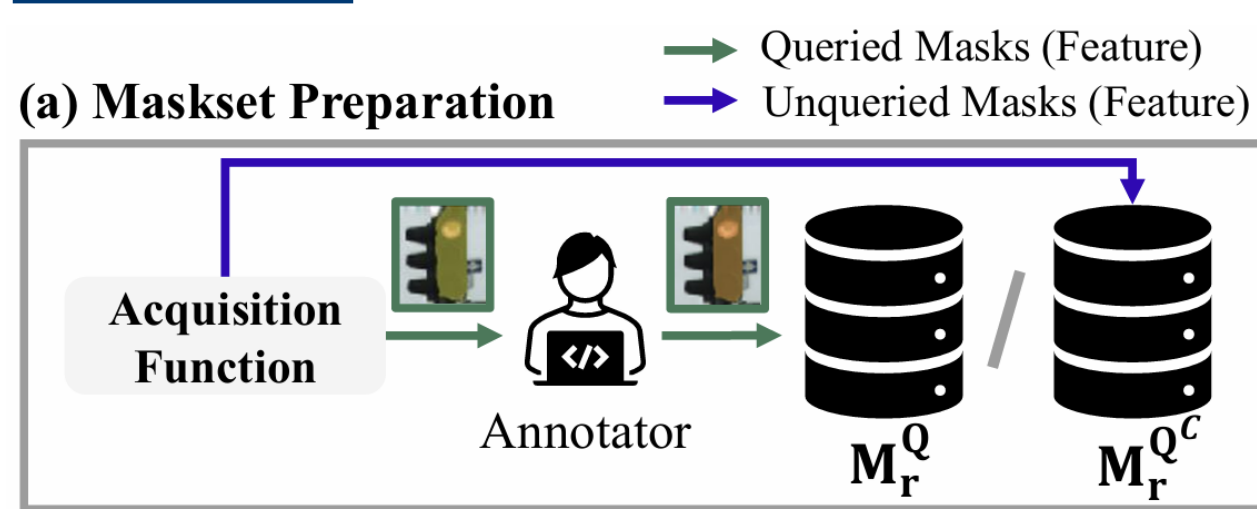 Queried Masks (Feature)
(a) Maskset Preparation
Unqueried Masks (Feature)
Acquisition
Function
</>
Annotator
M_r^Q
/
M_r^{Q^C}